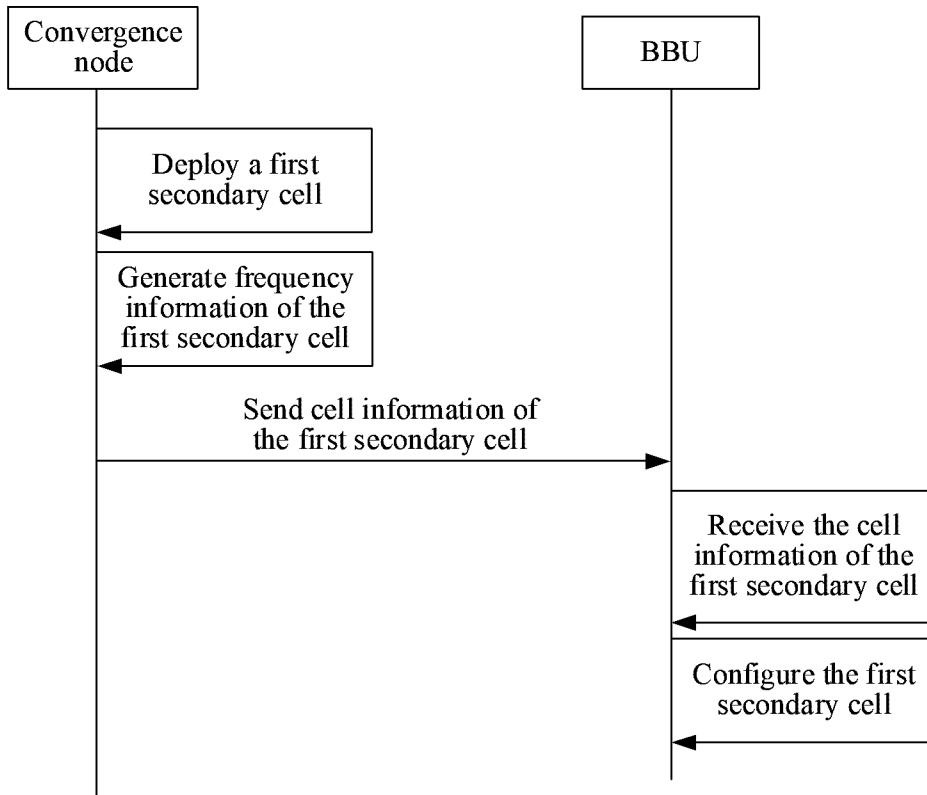 Convergence
node
BBU
Deploy a first
secondary cell
Generate frequency
information of the
first secondary cell
Send cell information of
the first secondary cell
Receive the cell
information of the
first secondary cell
Configure the first
secondary cell